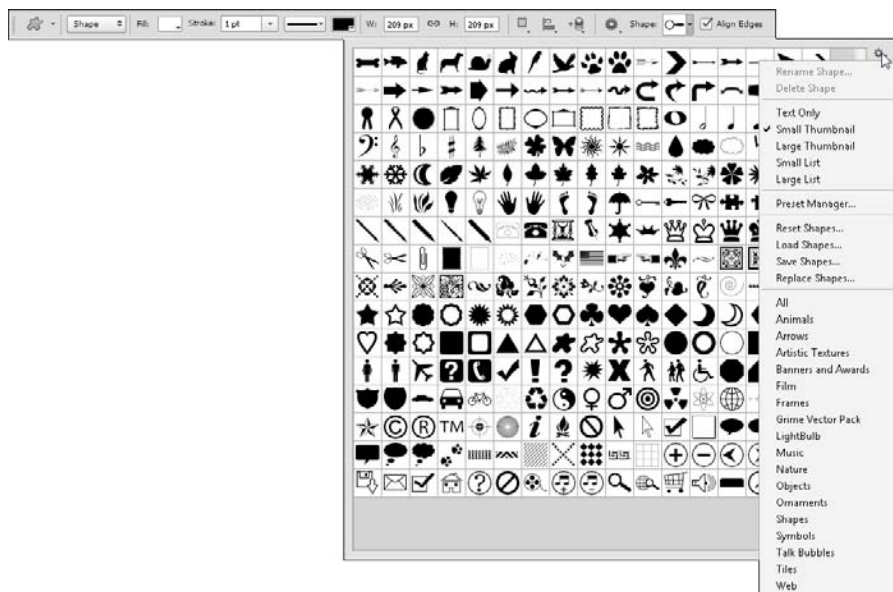 Shape Fill: Stroke: 1 pt W: 209 px H: 209 px Shape: Align Edges
Rename Shape...
Delete Shape
Text Only
Small Thumbnail
Large Thumbnail
Small List
Large List
Preset Manager...
Reset Shapes...
Load Shapes...
Save Shapes...
Replace Shapes...
All
Animals
Arrows
Artistic Textures
Banners and Awards
Film
Frames
Grime Vector Pack
LightBulb
Music
Nature
Objects
Ornaments
Shapes
Symbols
Talk Bubbles
Tiles
Web
© ® TM